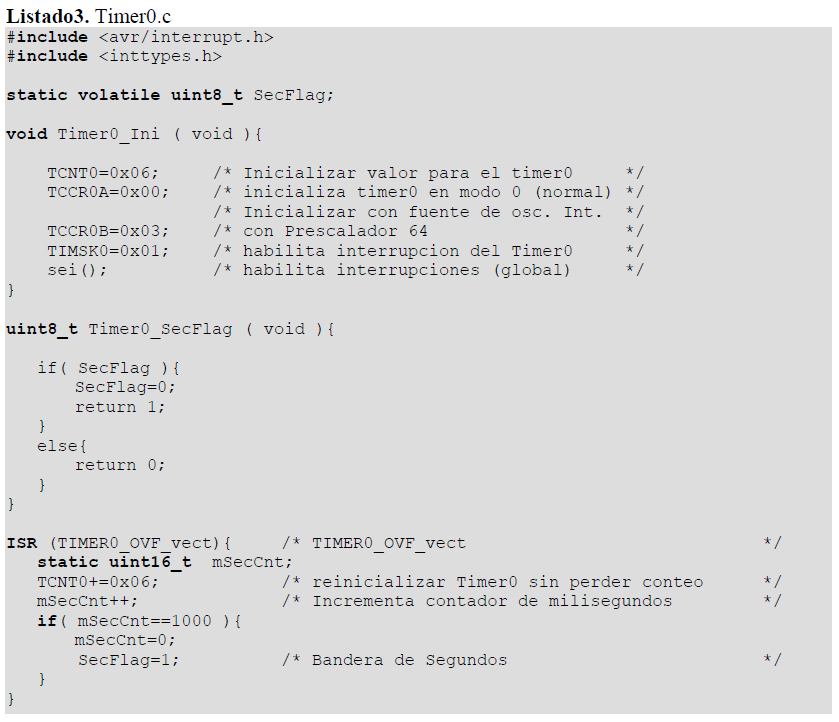 Listado3. Timer0.c
#include <avr/interrupt.h>
#include <inttypes.h>

static volatile uint8_t SecFlag;

void Timer0_Ini ( void ){

    TCNT0=0x06;     /* Inicializar valor para el timer0     */
    TCCR0A=0x00;    /* inicializa timer0 en modo 0 (normal) */
                    /* Inicializar con fuente de osc. Int.  */
    TCCR0B=0x03;    /* con Prescalador 64                   */
    TIMSK0=0x01;    /* habilita interrupcion del Timer0     */
    sei();          /* habilita interrupciones (global)     */
}

uint8_t Timer0_SecFlag ( void ){

   if( SecFlag ){
       SecFlag=0;
       return 1;
   }
   else{
       return 0;
   }
}

ISR (TIMER0_OVF_vect){     /* TIMER0_OVF_vect                             */
   static uint16_t  mSecCnt;
   TCNT0+=0x06;            /* reinicializar Timer0 sin perder conteo      */
   mSecCnt++;              /* Incrementa contador de milisegundos         */
   if( mSecCnt==1000 ){
       mSecCnt=0;
       SecFlag=1;          /* Bandera de Segundos                         */
   }
}